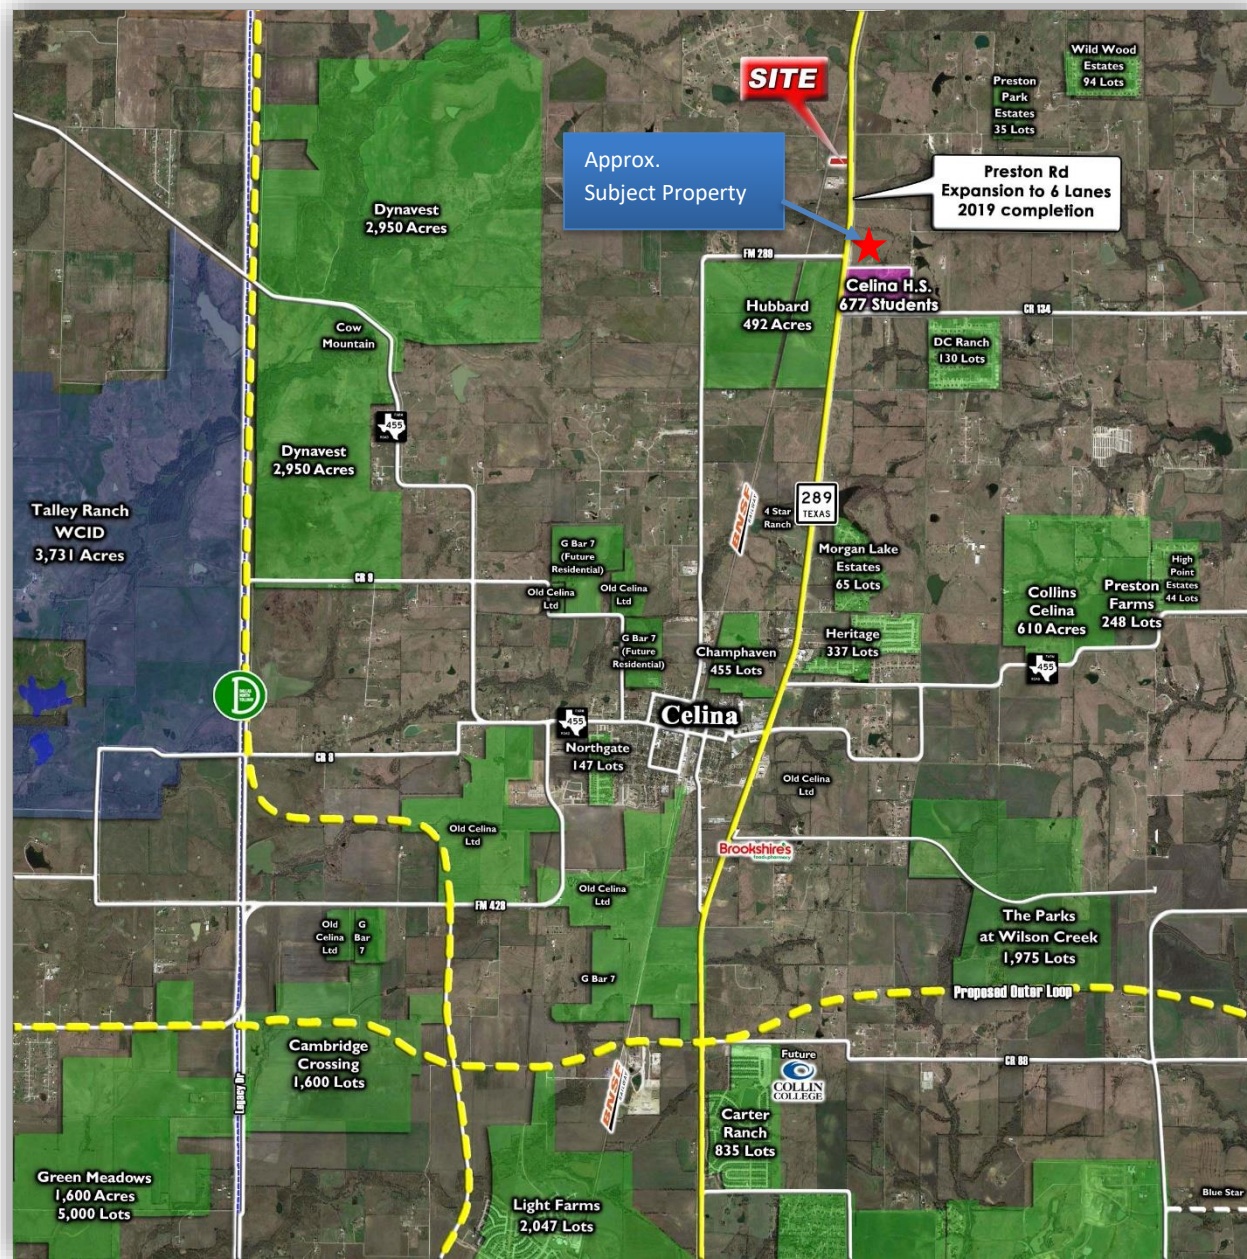 Wild Wood
Estates
94 Lots
Preston
Park
Estates
35 Lots
SITE
Approx.
Subject Property
Preston Rd
Expansion to 6 Lanes
2019 completion
Dynavest
2,950 Acres
FM 289
Celina H.S.
677 Students
Hubbard
492 Acres
CR 134
Cow
Mountain
DC Ranch
130 Lots
455
Dynavest
2,950 Acres
289
TEXAS
BNSF
RAILWAY
4 Star
Ranch
Talley Ranch
WCID
3,731 Acres
G Bar 7
(Future
Residential)
Morgan Lake
Estates
65 Lots
High
Point
Estates
44 Lots
CR 9
Old Celina
Ltd
Old Celina
Ltd
Collins
Celina
610 Acres
Preston
Farms
248 Lots
G Bar 7
(Future
Residential)
Champhaven
455 Lots
Heritage
337 Lots
455
D
DALLAS
NORTH
TOLLWAY
455
Celina
Northgate
147 Lots
CR 8
Old Celina
Ltd
Old Celina
Ltd
Brookshire's
food & pharmacy
Old Celina
Ltd
FM 428
Old
Celina
Ltd
G
Bar
7
The Parks
at Wilson Creek
1,975 Lots
G Bar 7
Proposed Outer Loop
Cambridge
Crossing
1,600 Lots
Future
COLLIN
COLLEGE
CR 88
Legacy Dr
BNSF
RAILWAY
Carter
Ranch
835 Lots
Green Meadows
1,600 Acres
5,000 Lots
Light Farms
2,047 Lots
Blue Star